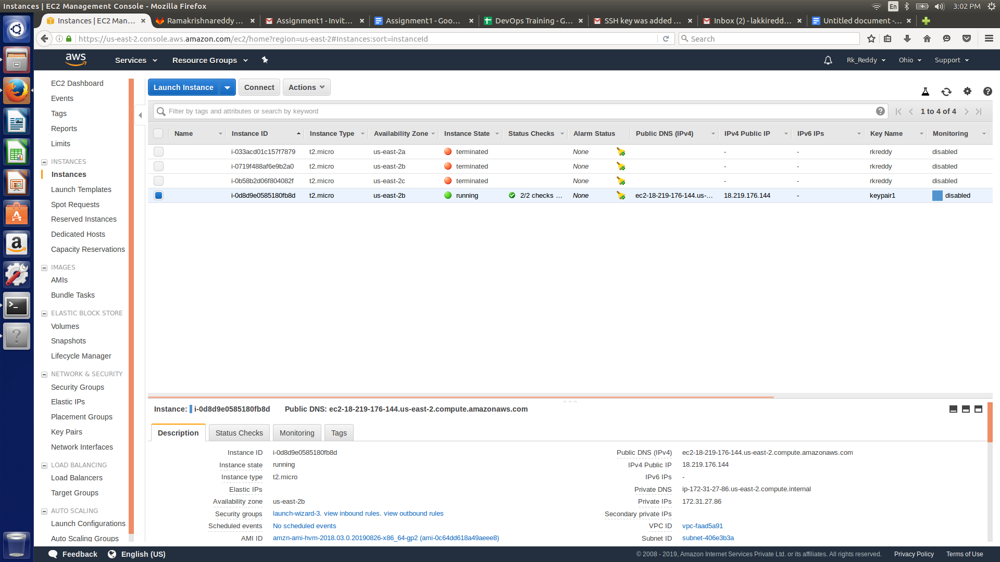 Instances | EC2 Management Console - Mozilla Firefox
En 3:02 PM
Instances | EC2 Man...
Ramakrishnareddy ...
Assignment1 - Invit...
Assignment1 - Goo...
DevOps Training - G...
SSH key was added ...
Inbox (2) - lakkiredd...
Untitled document -...
https://us-east-2.console.aws.amazon.com/ec2/home?region=us-east-2#Instances:sort=instanceId
Search
aws Services Resource Groups Rk_Reddy Ohio Support
EC2 Dashboard
Events
Tags
Reports
Limits
INSTANCES
Instances
Launch Templates
Spot Requests
Reserved Instances
Dedicated Hosts
Capacity Reservations
IMAGES
AMIs
Bundle Tasks
ELASTIC BLOCK STORE
Volumes
Snapshots
Lifecycle Manager
NETWORK & SECURITY
Security Groups
Elastic IPs
Placement Groups
Key Pairs
Network Interfaces
LOAD BALANCING
Load Balancers
Target Groups
AUTO SCALING
Launch Configurations
Auto Scaling Groups
Launch Instance Connect Actions
Filter by tags and attributes or search by keyword
1 to 4 of 4
Name Instance ID Instance Type Availability Zone Instance State Status Checks Alarm Status Public DNS (IPv4) IPv4 Public IP IPv6 IPs Key Name Monitoring
i-033acd01c157f7879 t2.micro us-east-2a terminated None - - rkreddy disabled
i-0719f488af6e9b2a0 t2.micro us-east-2b terminated None - - rkreddy disabled
i-0b58b2d06f804082f t2.micro us-east-2c terminated None - - rkreddy disabled
i-0d8d9e0585180fb8d t2.micro us-east-2b running 2/2 checks ... None ec2-18-219-176-144.us-... 18.219.176.144 - keypair1 disabled
Instance: i-0d8d9e0585180fb8d Public DNS: ec2-18-219-176-144.us-east-2.compute.amazonaws.com
Description Status Checks Monitoring Tags
Instance ID i-0d8d9e0585180fb8d
Instance state running
Instance type t2.micro
Elastic IPs
Availability zone us-east-2b
Security groups launch-wizard-3. view inbound rules. view outbound rules
Scheduled events No scheduled events
AMI ID amzn-ami-hvm-2018.03.0.20190826-x86_64-gp2 (ami-0c64dd618a49aeee8)
Public DNS (IPv4) ec2-18-219-176-144.us-east-2.compute.amazonaws.com
IPv4 Public IP 18.219.176.144
IPv6 IPs -
Private DNS ip-172-31-27-86.us-east-2.compute.internal
Private IPs 172.31.27.86
Secondary private IPs
VPC ID vpc-faad5a91
Subnet ID subnet-406e3b3a
Feedback English (US)
© 2008 - 2019, Amazon Internet Services Private Ltd. or its affiliates. All rights reserved. Privacy Policy Terms of Use